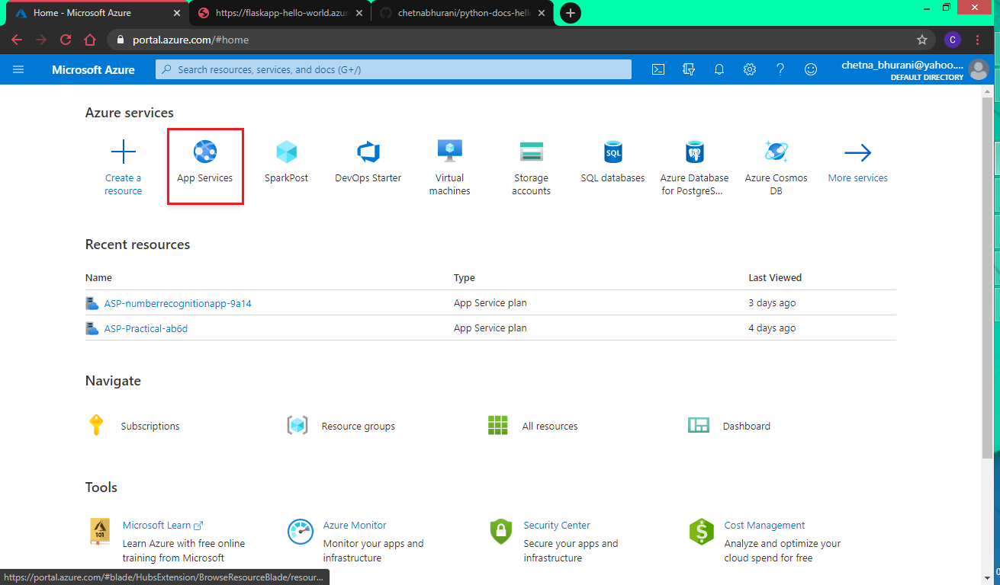 Home - Microsoft Azure
https://flaskapp-hello-world.azur
chetnabhurani/python-docs-hell
portal.azure.com/#home
C
Microsoft Azure
Search resources, services, and docs (G+/)
chetna_bhurani@yahoo....
DEFAULT DIRECTORY
Azure services
Create a resource
App Services
SparkPost
DevOps Starter
Virtual machines
Storage accounts
SQL
SQL databases
Azure Database for PostgreS...
Azure Cosmos DB
More services
Recent resources
Name Type Last Viewed
ASP-numberrecognitionapp-9a14 App Service plan 3 days ago
ASP-Practical-ab6d App Service plan 4 days ago
Navigate
Subscriptions Resource groups All resources Dashboard
Tools
101
Microsoft Learn
Learn Azure with free online
training from Microsoft
Azure Monitor
Monitor your apps and
infrastructure
Security Center
Secure your apps and
infrastructure
Cost Management
Analyze and optimize your
cloud spend for free
https://portal.azure.com/#blade/HubsExtension/BrowseResourceBlade/resour...